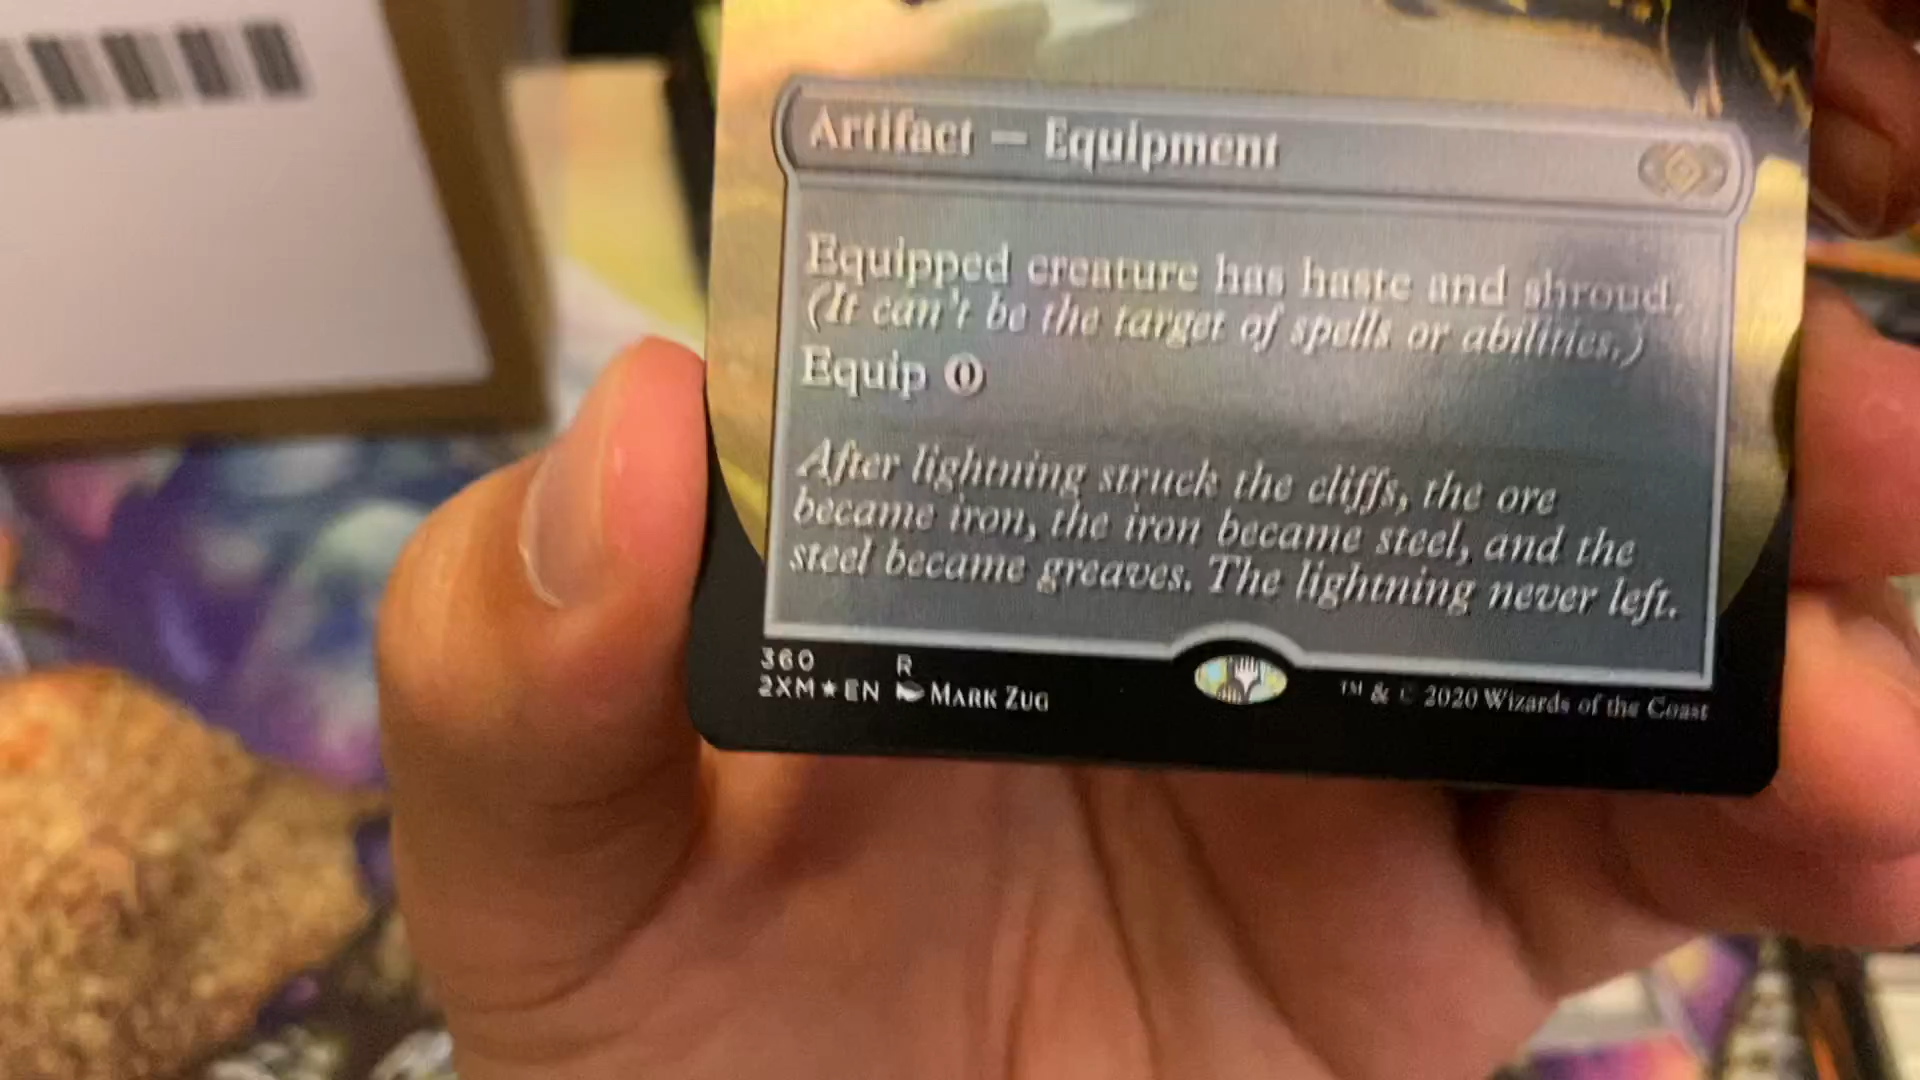 Artifact — Equipment
Equipped creature has haste and shroud.
(It can't be the target of spells or abilities.)
Equip 0
After lightning struck the cliffs, the ore
became iron, the iron became steel, and the
steel became greaves. The lightning never left.
360 R
2XM★EN MARK ZUG
™ & © 2020 Wizards of the Coast